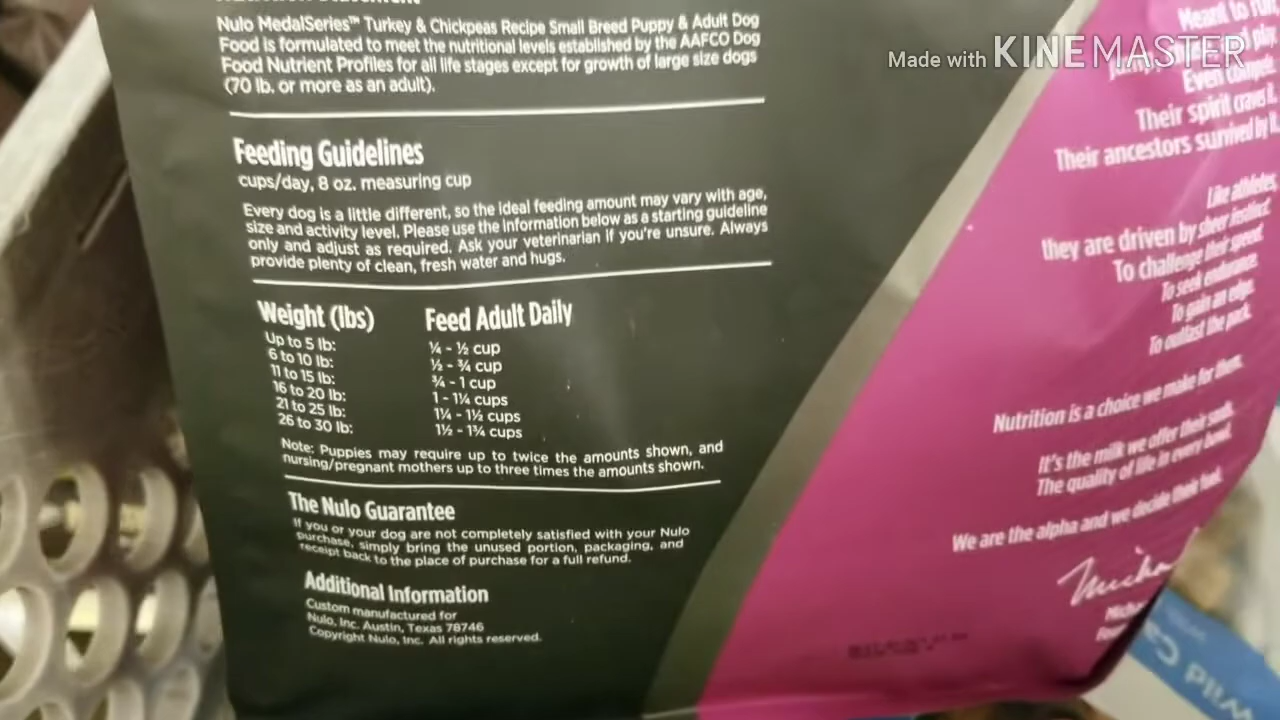 Nulo MedalSeries™ Turkey & Chickpeas Recipe Small Breed Puppy & Adult Dog
Food is formulated to meet the nutritional levels established by the AAFCO Dog
Food Nutrient Profiles for all life stages except for growth of large size dogs
(70 lb. or more as an adult).
Feeding Guidelines
cups/day, 8 oz. measuring cup
Every dog is a little different, so the ideal feeding amount may vary with age,
size and activity level. Please use the information below as a starting guideline
only and adjust as required. Ask your veterinarian if you're unsure. Always
provide plenty of clean, fresh water and hugs.
Weight (lbs) Feed Adult Daily
Up to 5 lb: ¼ - ½ cup
6 to 10 lb: ½ - ¾ cup
11 to 15 lb: ¾ - 1 cup
16 to 20 lb: 1 - 1¼ cups
21 to 25 lb: 1¼ - 1½ cups
26 to 30 lb: 1½ - 1¾ cups
Note: Puppies may require up to twice the amounts shown, and
nursing/pregnant mothers up to three times the amounts shown.
The Nulo Guarantee
If you or your dog are not completely satisfied with your Nulo
purchase, simply bring the unused portion, packaging, and
receipt back to the place of purchase for a full refund.
Additional Information
Custom manufactured for
Nulo, Inc. Austin, Texas 78746
Copyright Nulo, Inc. All rights reserved.
Made with KINEMASTER
Meant to run,
play.
Even compete.
Their spirit craves it.
Their ancestors survived by it.
Like athletes,
they are driven by sheer instinct.
To challenge their speed.
To seek endurance.
To gain an edge.
To outlast the pack.
Nutrition is a choice we make for them.
It's the milk we offer their souls.
The quality of life in every bowl.
We are the alpha and we decide their fuel.
Wild Ca